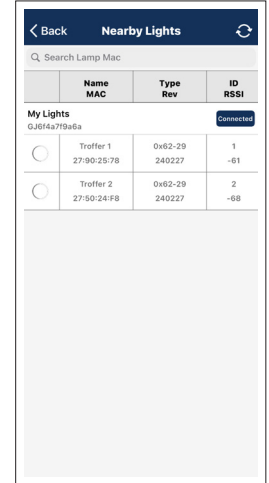 Back Nearby Lights
Search Lamp Mac
Name Type ID
MAC Rev RSSI
My Lights Connected
GJ6f4a7f9a6a
Troffer 1 0x62-29 1
27:90:25:78 240227 -61
Troffer 2 0x62-29 2
27:50:24:F8 240227 -68